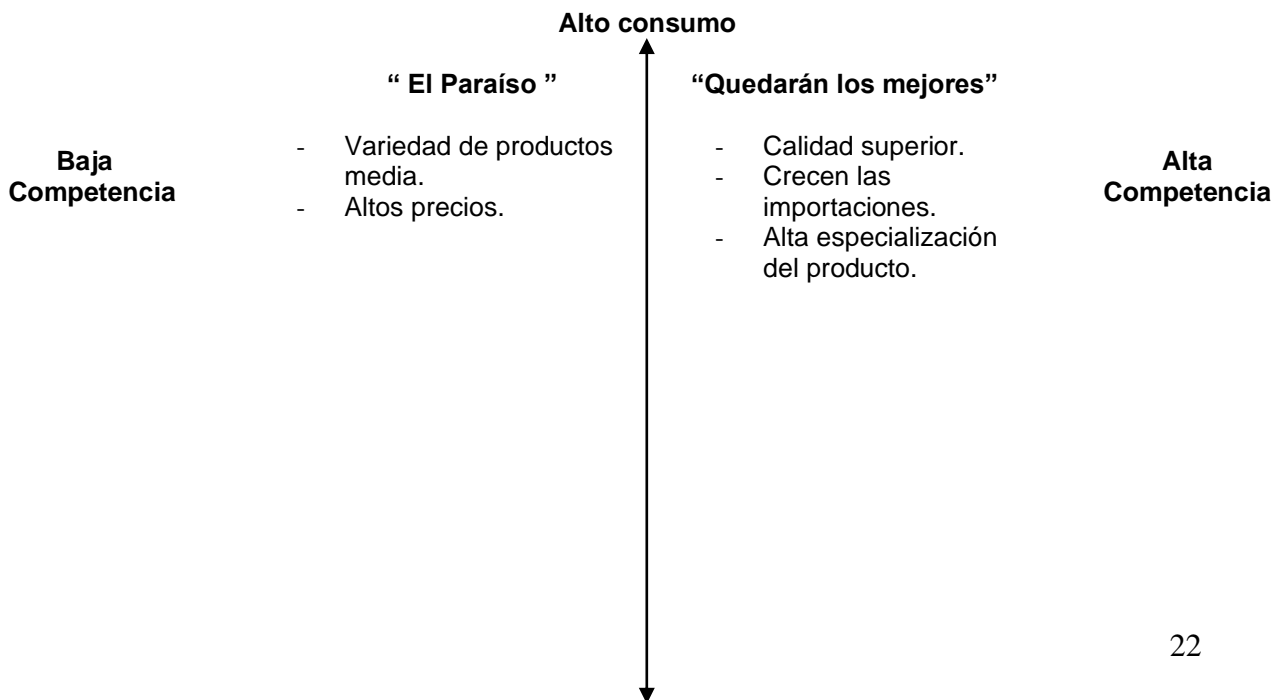 Alto consumo
“ El Paraíso ”
“Quedarán los mejores”
Baja
Competencia
- Variedad de productos
media.
- Altos precios.
- Calidad superior.
- Crecen las
importaciones.
- Alta especialización
del producto.
Alta
Competencia
22